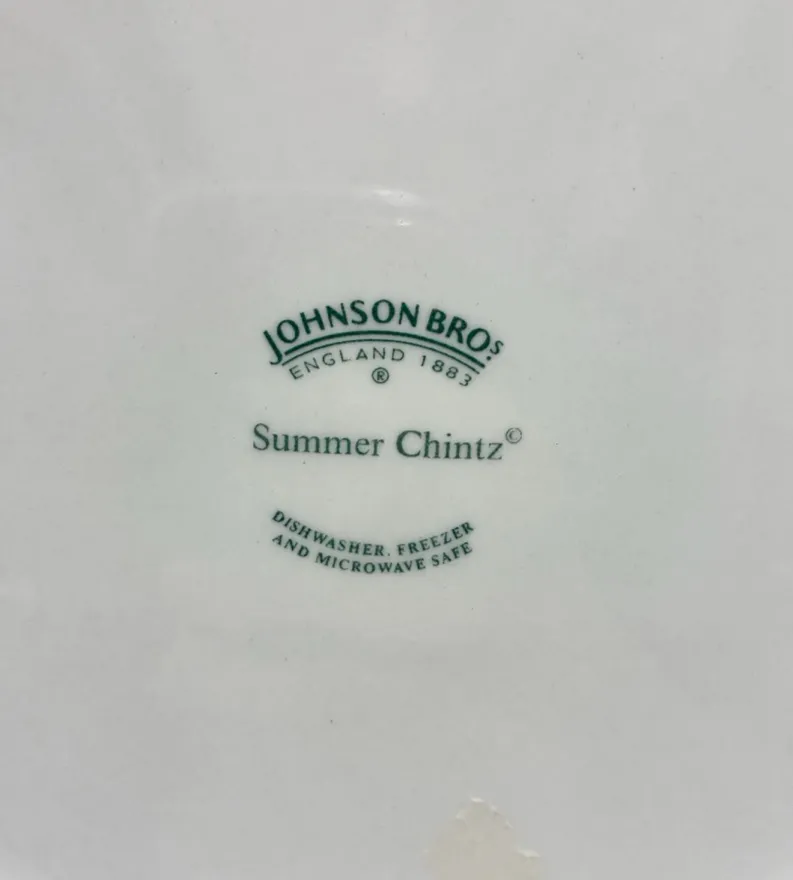 JOHNSON BROS.
ENGLAND 1883
®
Summer Chintz©
DISHWASHER, FREEZER
AND MICROWAVE SAFE